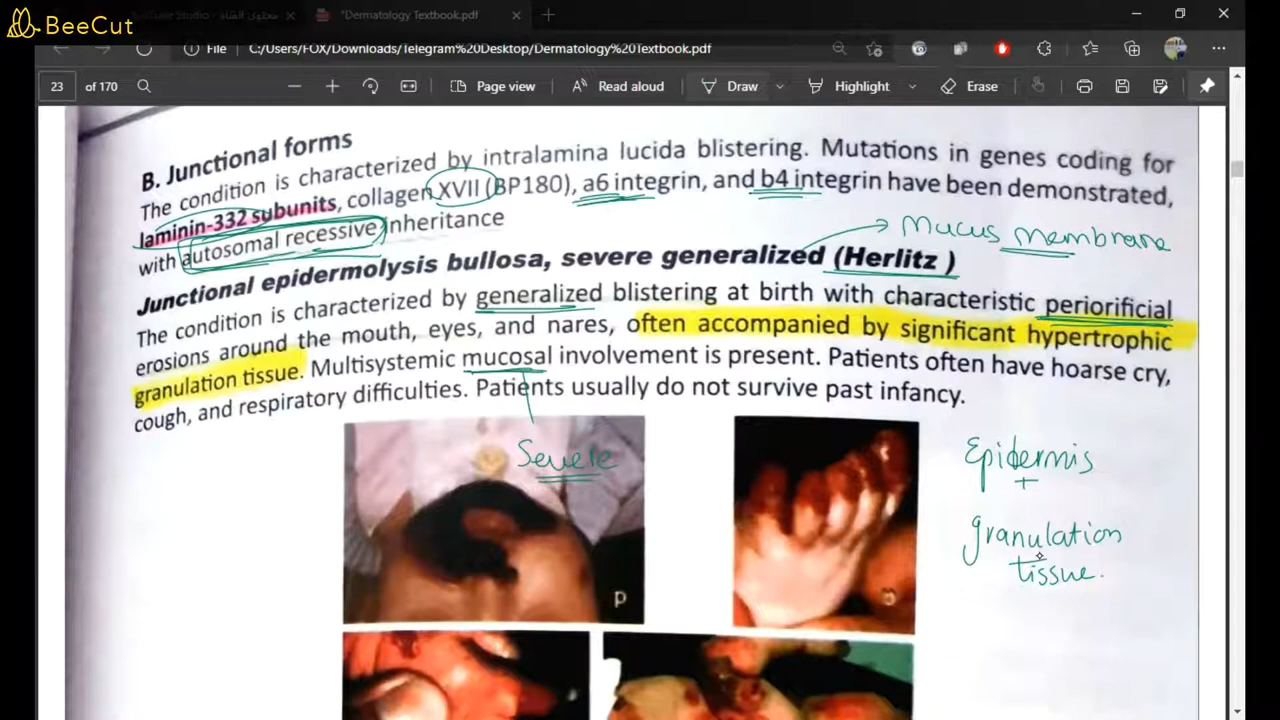 BeeCut
*Dermatology Textbook.pdf
File C:/Users/FOX/Downloads/Telegram%20Desktop/Dermatology%20Textbook.pdf
23 of 170 Page view Read aloud Draw Highlight Erase
B. Junctional forms
The condition is characterized by intralamina lucida blistering. Mutations in genes coding for
laminin-332 subunits, collagen XVII (BP180), a6 integrin, and b4 integrin have been demonstrated,
with autosomal recessive inheritance
Mucus membrane
Junctional epidermolysis bullosa, severe generalized (Herlitz )
The condition is characterized by generalized blistering at birth with characteristic periorificial
erosions around the mouth, eyes, and nares, often accompanied by significant hypertrophic
granulation tissue. Multisystemic mucosal involvement is present. Patients often have hoarse cry,
cough, and respiratory difficulties. Patients usually do not survive past infancy.
Severe
Epidermis
+
granulation
tissue.
p